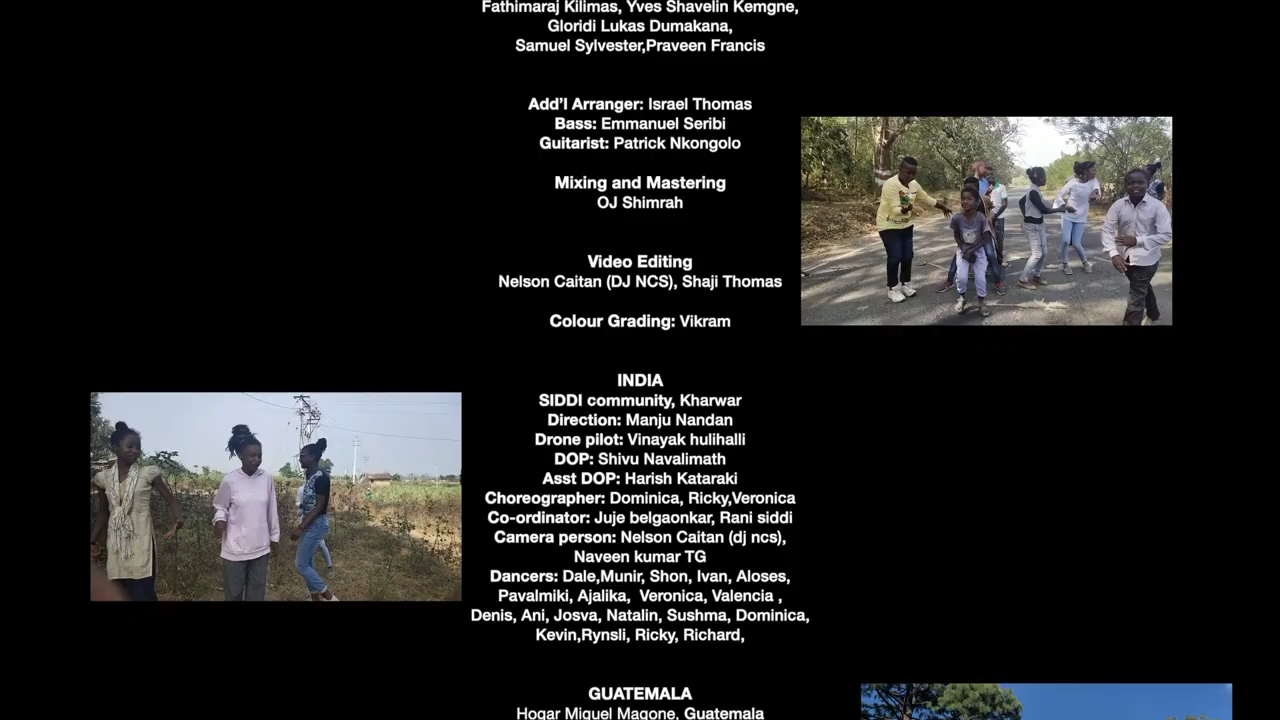 Fathimaraj Kilimas, Yves Shavelin Kemgne,
Gloridi Lukas Dumakana,
Samuel Sylvester,Praveen Francis
Add'l Arranger: Israel Thomas
Bass: Emmanuel Seribi
Guitarist: Patrick Nkongolo
Mixing and Mastering
OJ Shimrah
Video Editing
Nelson Caitan (DJ NCS), Shaji Thomas
Colour Grading: Vikram
INDIA
SIDDI community, Kharwar
Direction: Manju Nandan
Drone pilot: Vinayak hulihalli
DOP: Shivu Navalimath
Asst DOP: Harish Kataraki
Choreographer: Dominica, Ricky,Veronica
Co-ordinator: Juje belgaonkar, Rani siddi
Camera person: Nelson Caitan (dj ncs),
Naveen kumar TG
Dancers: Dale,Munir, Shon, Ivan, Aloses,
Pavalmiki, Ajalika,  Veronica, Valencia ,
Denis, Ani, Josva, Natalin, Sushma, Dominica,
Kevin,Rynsli, Ricky, Richard,
GUATEMALA
Hogar Miguel Magone, Guatemala